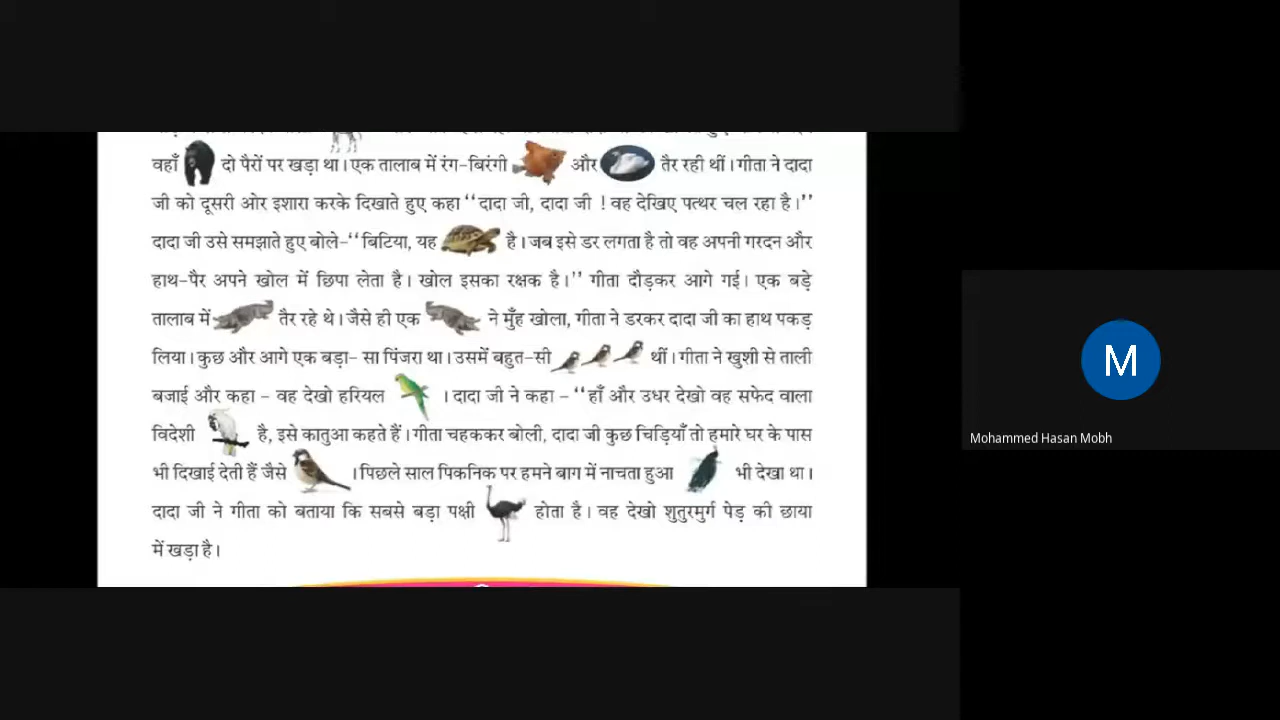 वहाँ दो पैरों पर खड़ा था। एक तालाब में रंग-बिरंगी और तैर रही थीं। गीता ने दादा
जी को दूसरी ओर इशारा करके दिखाते हुए कहा ‘‘दादा जी, दादा जी ! वह देखिए पत्थर चल रहा है।’’
दादा जी उसे समझाते हुए बोले-‘‘बिटिया, यह है। जब इसे डर लगता है तो वह अपनी गरदन और
हाथ-पैर अपने खोल में छिपा लेता है। खोल इसका रक्षक है।’’ गीता दौड़कर आगे गई। एक बड़े
तालाब में तैर रहे थे। जैसे ही एक ने मुँह खोला, गीता ने डरकर दादा जी का हाथ पकड़
लिया। कुछ और आगे एक बड़ा- सा पिंजरा था। उसमें बहुत-सी थीं। गीता ने खुशी से ताली
बजाई और कहा - वह देखो हरियल । दादा जी ने कहा - ‘‘हाँ और उधर देखो वह सफेद वाला
विदेशी है, इसे कातुआ कहते हैं। गीता चहककर बोली, दादा जी कुछ चिड़ियाँ तो हमारे घर के पास
भी दिखाई देती हैं जैसे । पिछले साल पिकनिक पर हमने बाग में नाचता हुआ भी देखा था।
दादा जी ने गीता को बताया कि सबसे बड़ा पक्षी होता है। वह देखो शुतुरमुर्ग पेड़ की छाया
में खड़ा है।
M
Mohammed Hasan Mobh